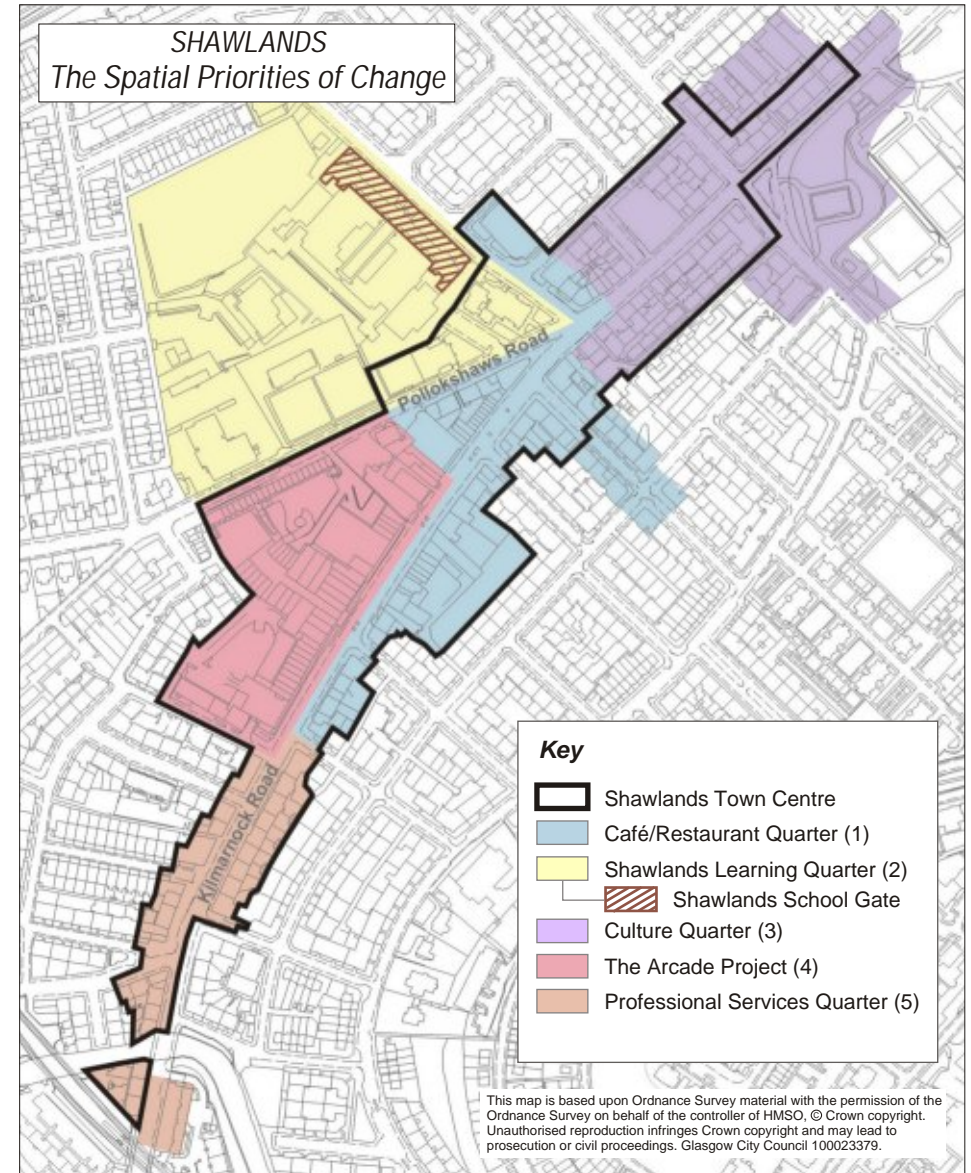 SHAWLANDS
The Spatial Priorities of Change
Pollokshaws Road
Kilmarnock Road
Key
Shawlands Town Centre
Café/Restaurant Quarter (1)
Shawlands Learning Quarter (2)
Shawlands School Gate
Culture Quarter (3)
The Arcade Project (4)
Professional Services Quarter (5)
This map is based upon Ordnance Survey material with the permission of the
Ordnance Survey on behalf of the controller of HMSO, © Crown copyright.
Unauthorised reproduction infringes Crown copyright and may lead to
prosecution or civil proceedings. Glasgow City Council 100023379.